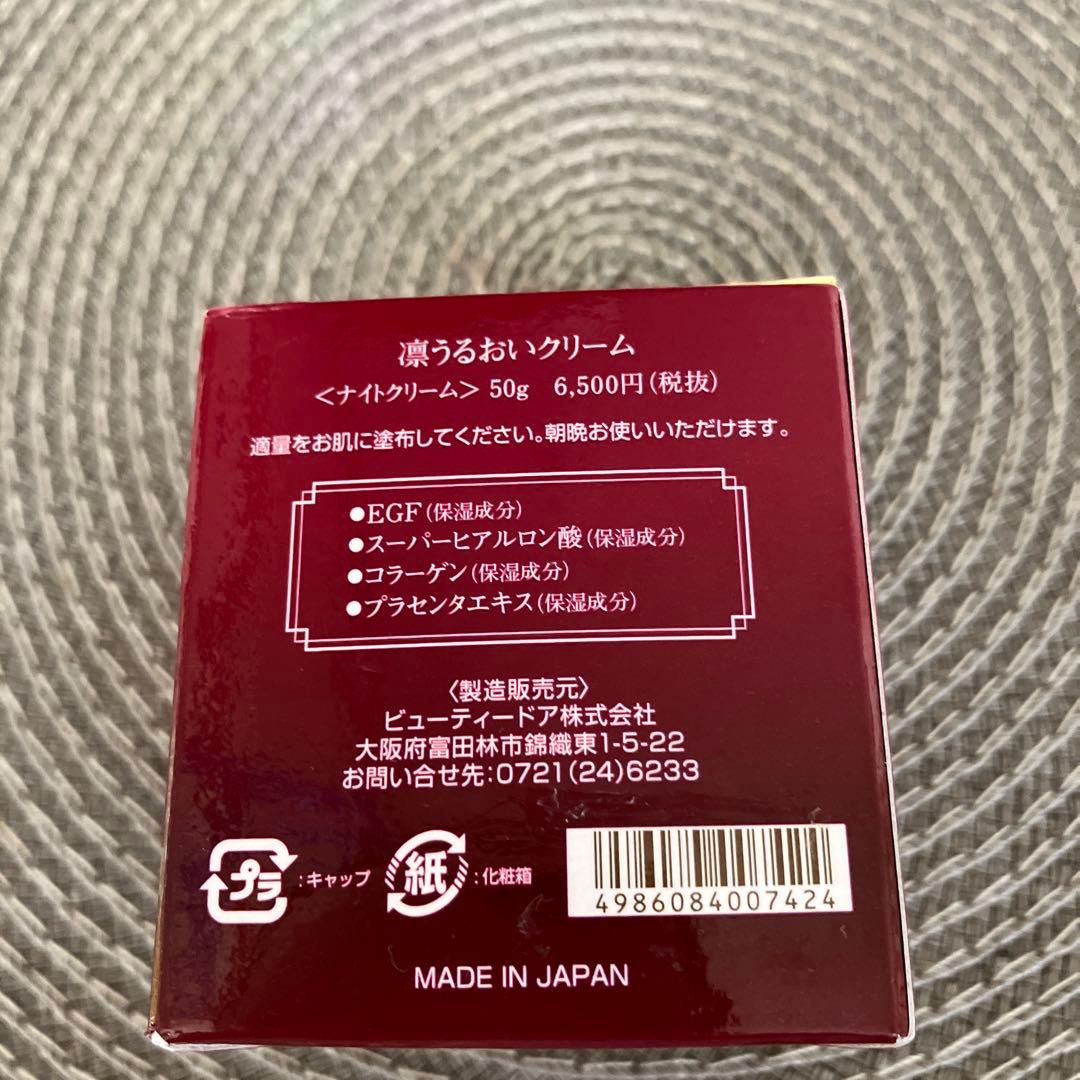 凛うるおいクリーム
＜ナイトクリーム＞ 50g 6,500円（税抜）
適量をお肌に塗布してください。朝晩お使いいただけます。
●EGF（保湿成分）
●スーパーヒアルロン酸（保湿成分）
●コラーゲン（保湿成分）
●プラセンタエキス（保湿成分）
〈製造販売元〉
ビューティードア株式会社
大阪府富田林市錦織東1-5-22
お問い合せ先：0721(24)6233
プラ：キャップ 紙：化粧箱
4986084007424
MADE IN JAPAN